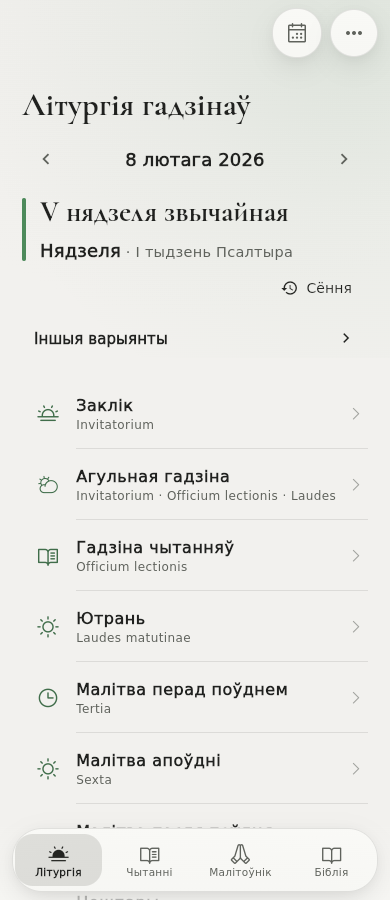 Літургія гадзінаў
8 лютага 2026
V нядзеля звычайная
Нядзеля · I тыдзень Псалтыра
Сёння
Іншыя варыянты
Заклік
Invitatorium
Агульная гадзіна
Invitatorium · Officium lectionis · Laudes
Гадзіна чытанняў
Officium lectionis
Ютрань
Laudes matutinae
Малітва перад поўднем
Tertia
Малітва апоўдні
Sexta
Літургія
Чытанні
Малітоўнік
Біблія